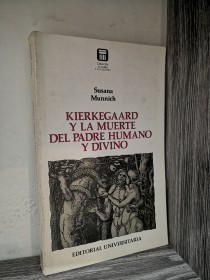 Susana
Munnich
KIERKEGAARD
Y LA MUERTE
DEL PADRE HUMANO
Y DIVINO
EDITORIAL UNIVERSITARIA